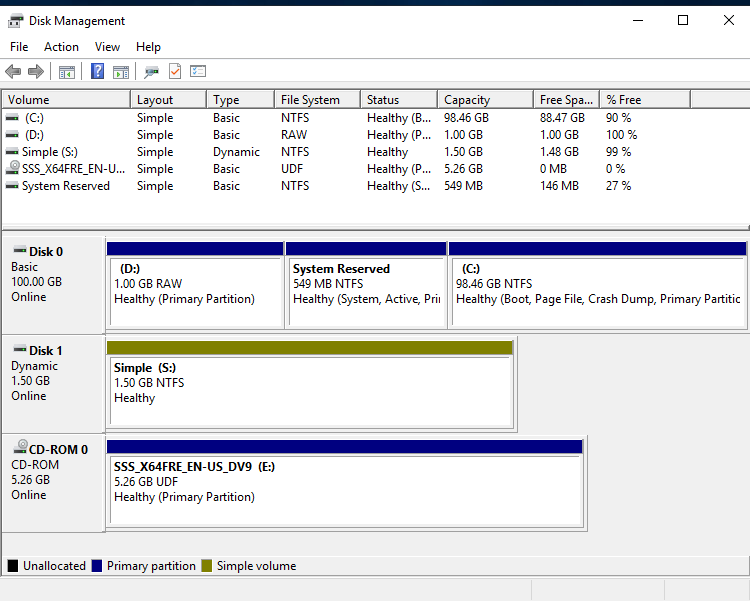 Disk Management
File Action View Help
Volume Layout Type File System Status Capacity Free Spa... % Free
(C:) Simple Basic NTFS Healthy (B... 98.46 GB 88.47 GB 90 %
(D:) Simple Basic RAW Healthy (P... 1.00 GB 1.00 GB 100 %
Simple (S:) Simple Dynamic NTFS Healthy 1.50 GB 1.48 GB 99 %
SSS_X64FRE_EN-U... Simple Basic UDF Healthy (P... 5.26 GB 0 MB 0 %
System Reserved Simple Basic NTFS Healthy (S... 549 MB 146 MB 27 %
Disk 0
Basic
100.00 GB
Online
(D:)
1.00 GB RAW
Healthy (Primary Partition)
System Reserved
549 MB NTFS
Healthy (System, Active, Pri
(C:)
98.46 GB NTFS
Healthy (Boot, Page File, Crash Dump, Primary Partitic
Disk 1
Dynamic
1.50 GB
Online
Simple (S:)
1.50 GB NTFS
Healthy
CD-ROM 0
CD-ROM
5.26 GB
Online
SSS_X64FRE_EN-US_DV9 (E:)
5.26 GB UDF
Healthy (Primary Partition)
Unallocated Primary partition Simple volume